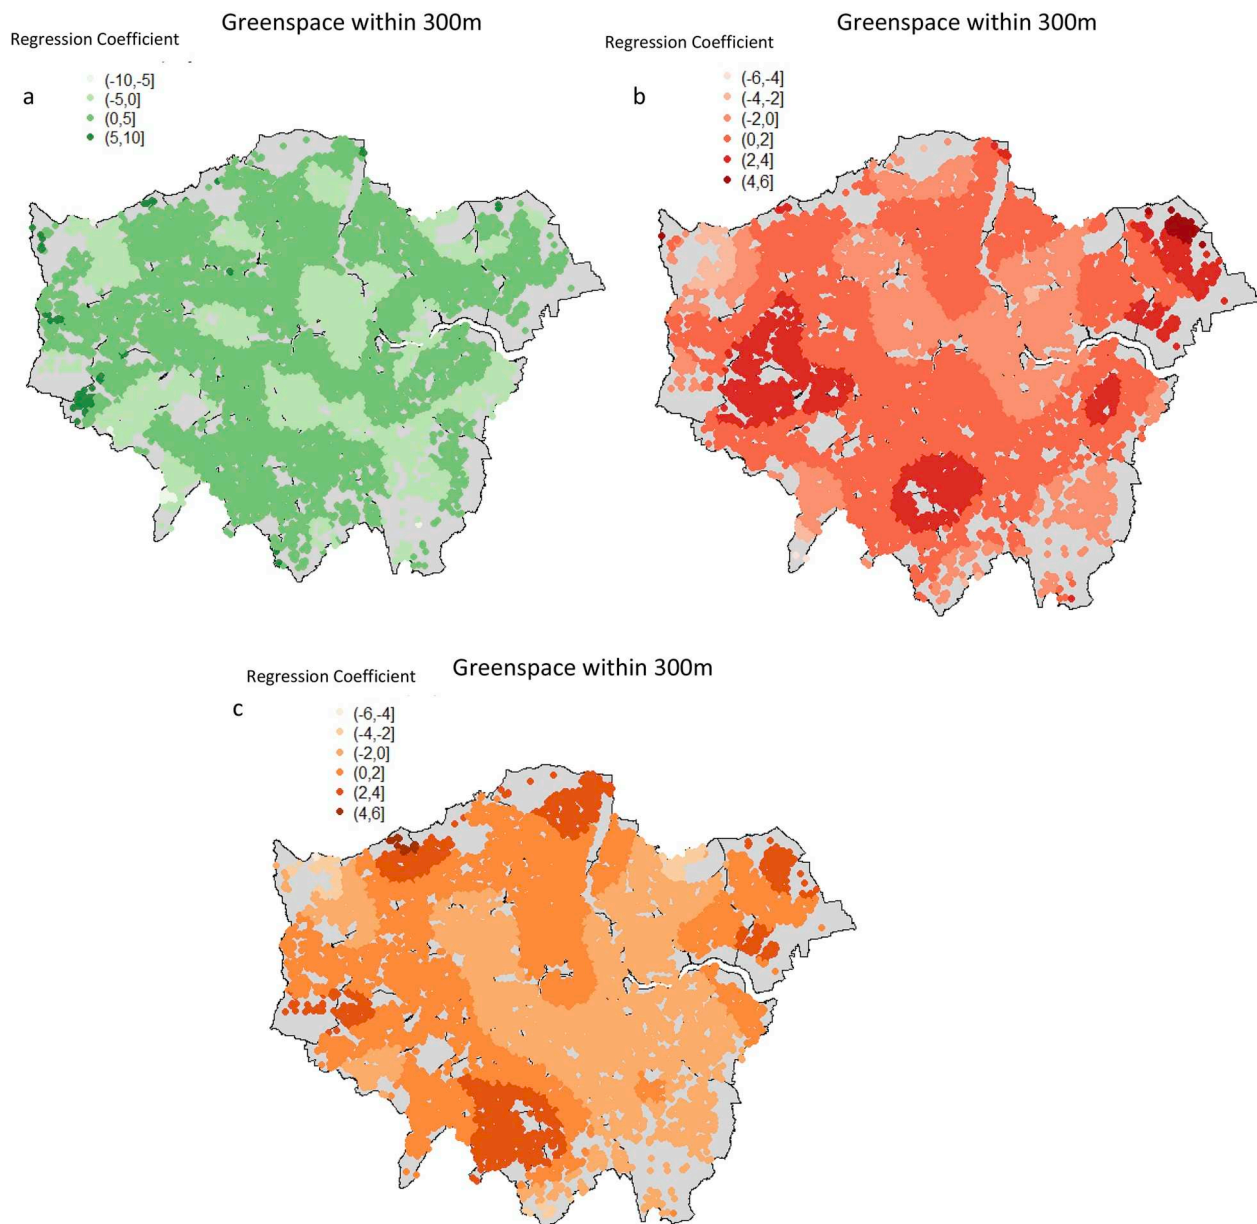 Greenspace within 300m
Regression Coefficient
a
(-10,-5]
(-5,0]
(0,5]
(5,10]
Greenspace within 300m
Regression Coefficient
b
(-6,-4]
(-4,-2]
(-2,0]
(0,2]
(2,4]
(4,6]
Greenspace within 300m
Regression Coefficient
c
(-6,-4]
(-4,-2]
(-2,0]
(0,2]
(2,4]
(4,6]